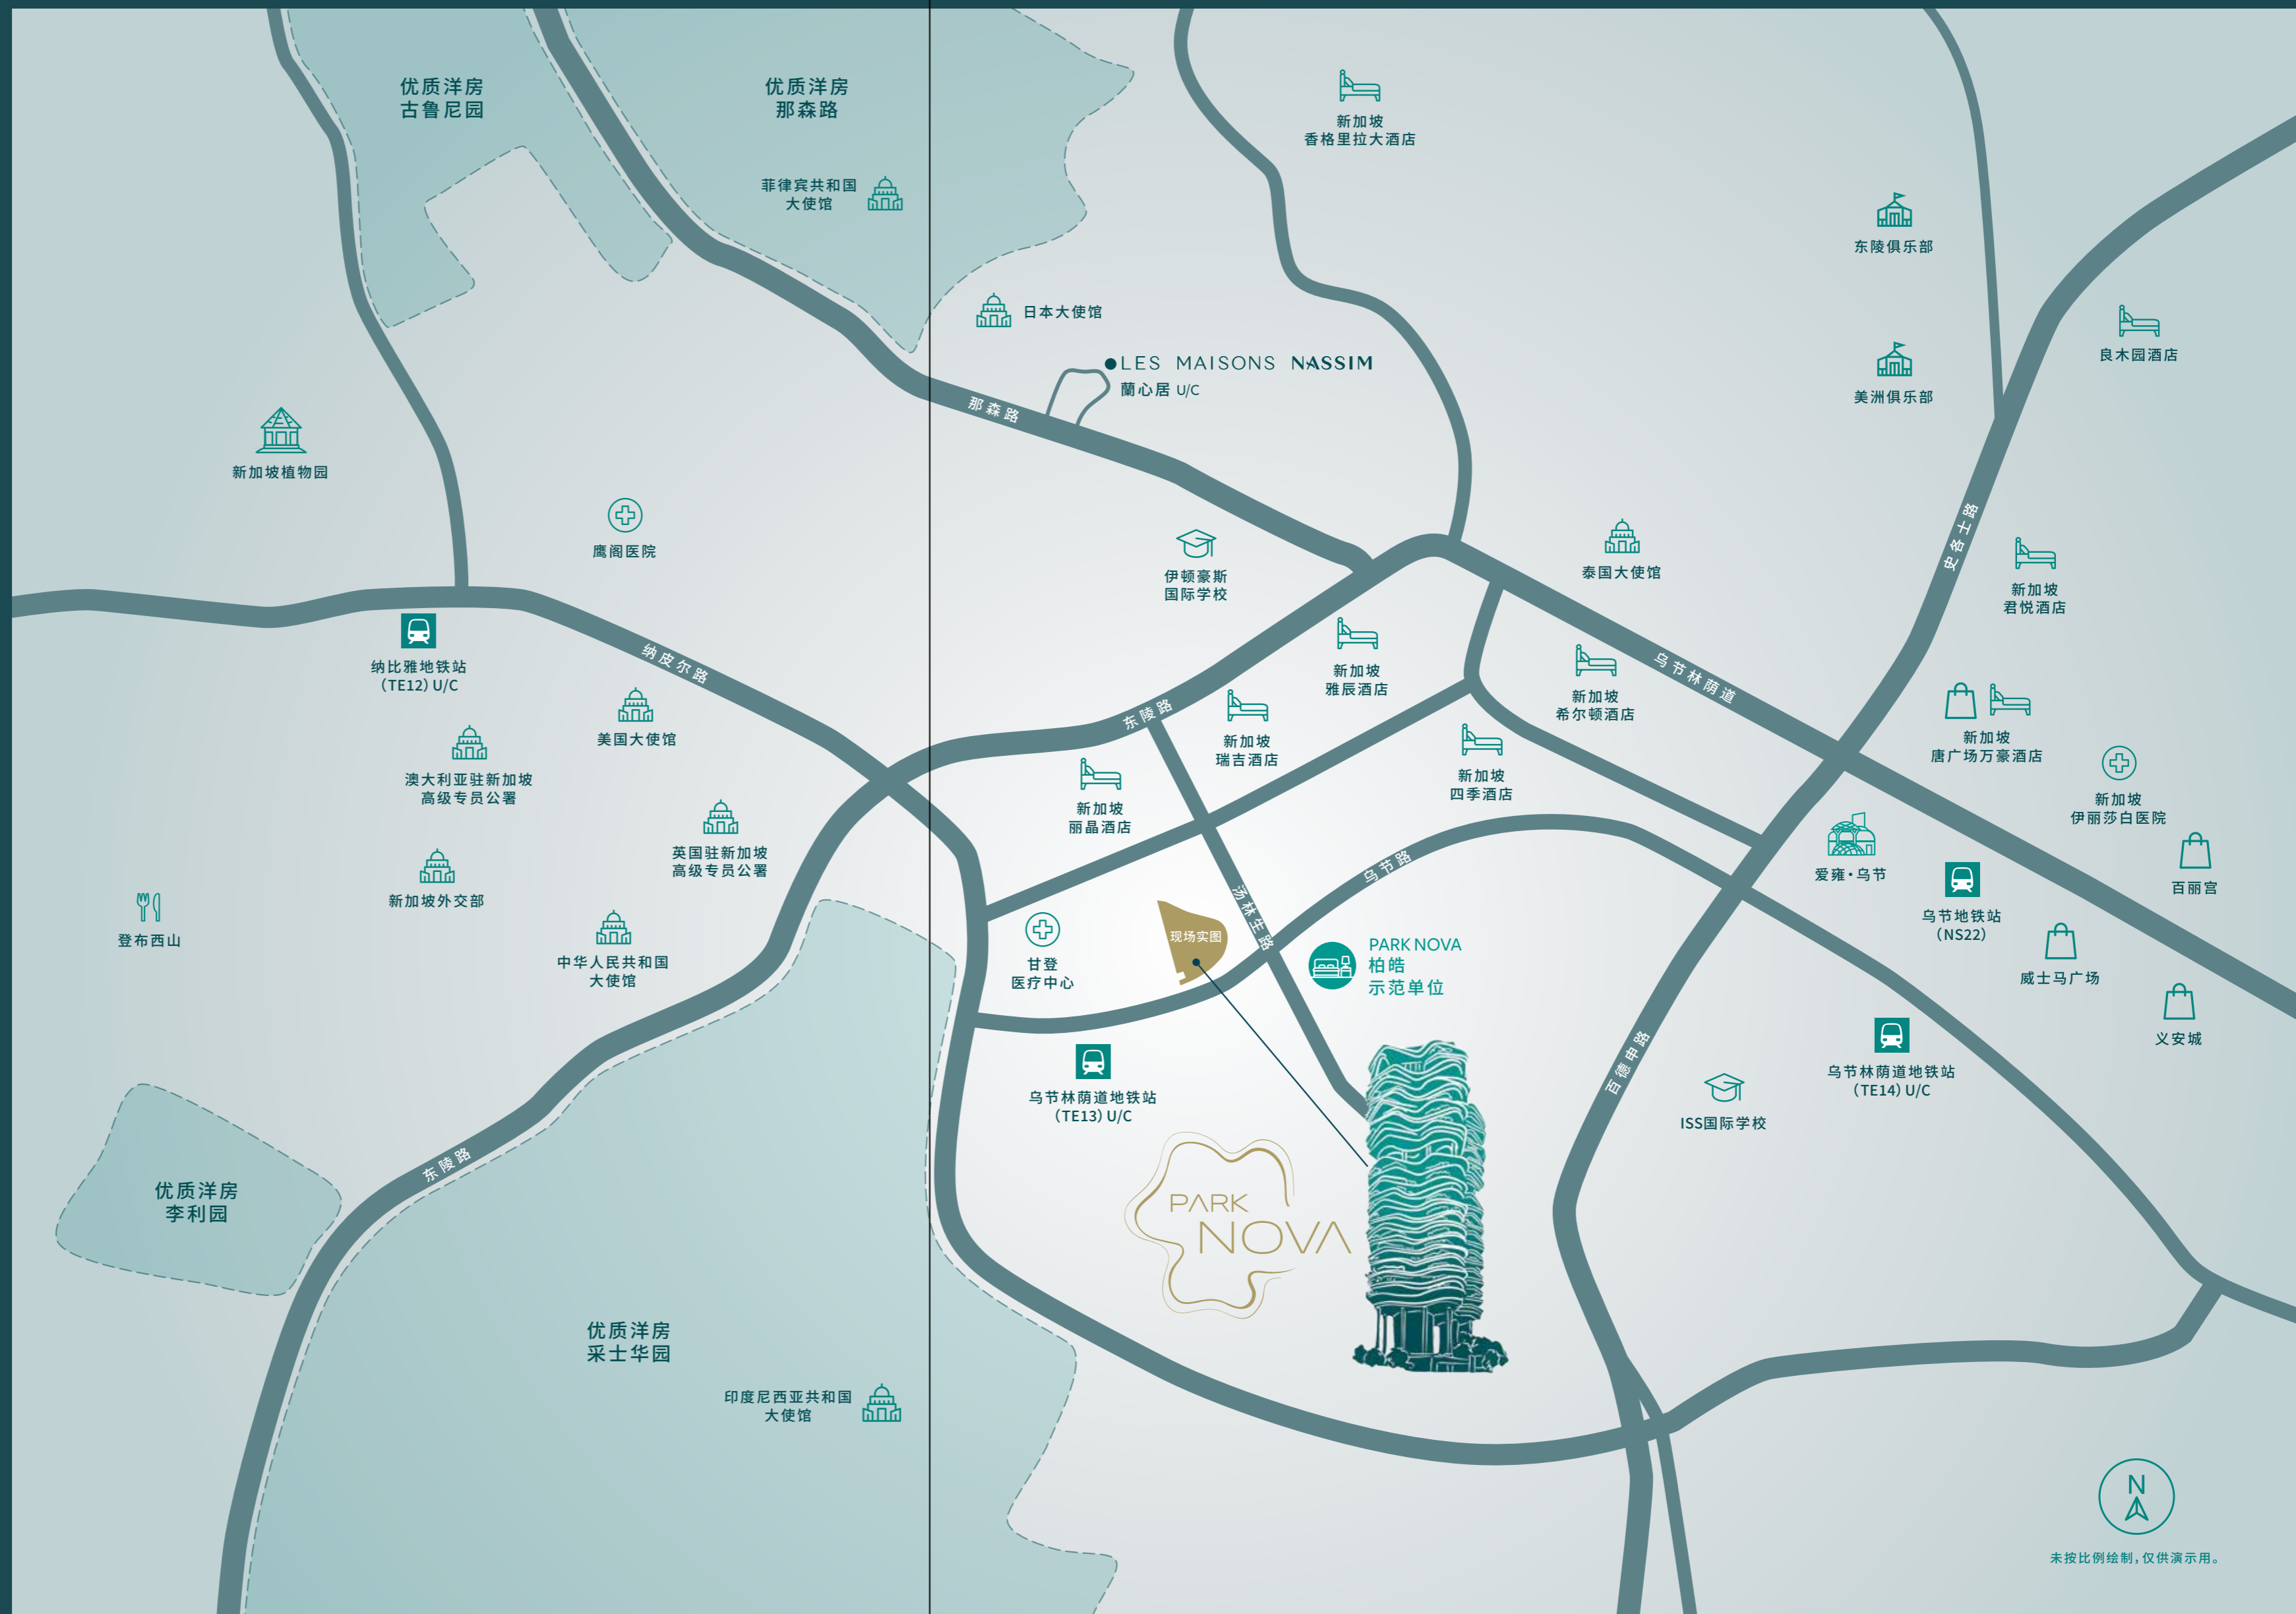 优质洋房
古鲁尼园
优质洋房
那森路
新加坡
香格里拉大酒店
菲律宾共和国
大使馆
东陵俱乐部
日本大使馆
良木园酒店
LES MAISONS NASSIM
蘭心居 U/C
美洲俱乐部
那森路
新加坡植物园
鹰阁医院
史各士路
伊顿豪斯
国际学校
泰国大使馆
新加坡
君悦酒店
纳比雅地铁站
（TE12）U/C
纳皮尔路
新加坡
雅辰酒店
乌节林荫道
新加坡
希尔顿酒店
东陵路
美国大使馆
新加坡
瑞吉酒店
新加坡
唐广场万豪酒店
澳大利亚驻新加坡
高级专员公署
新加坡
四季酒店
新加坡
丽晶酒店
新加坡
伊丽莎白医院
英国驻新加坡
高级专员公署
乌节路
爱雍·乌节
百丽宫
新加坡外交部
汤林生路
乌节地铁站
（NS22）
登布西山
现场实图
PARK NOVA
柏皓
示范单位
中华人民共和国
大使馆
甘登
医疗中心
威士马广场
义安城
百德申路
乌节林荫道地铁站
（TE13）U/C
乌节林荫道地铁站
（TE14）U/C
ISS国际学校
东陵路
优质洋房
李利园
PARK
NOVA
优质洋房
采士华园
印度尼西亚共和国
大使馆
N
未按比例绘制，仅供演示用。